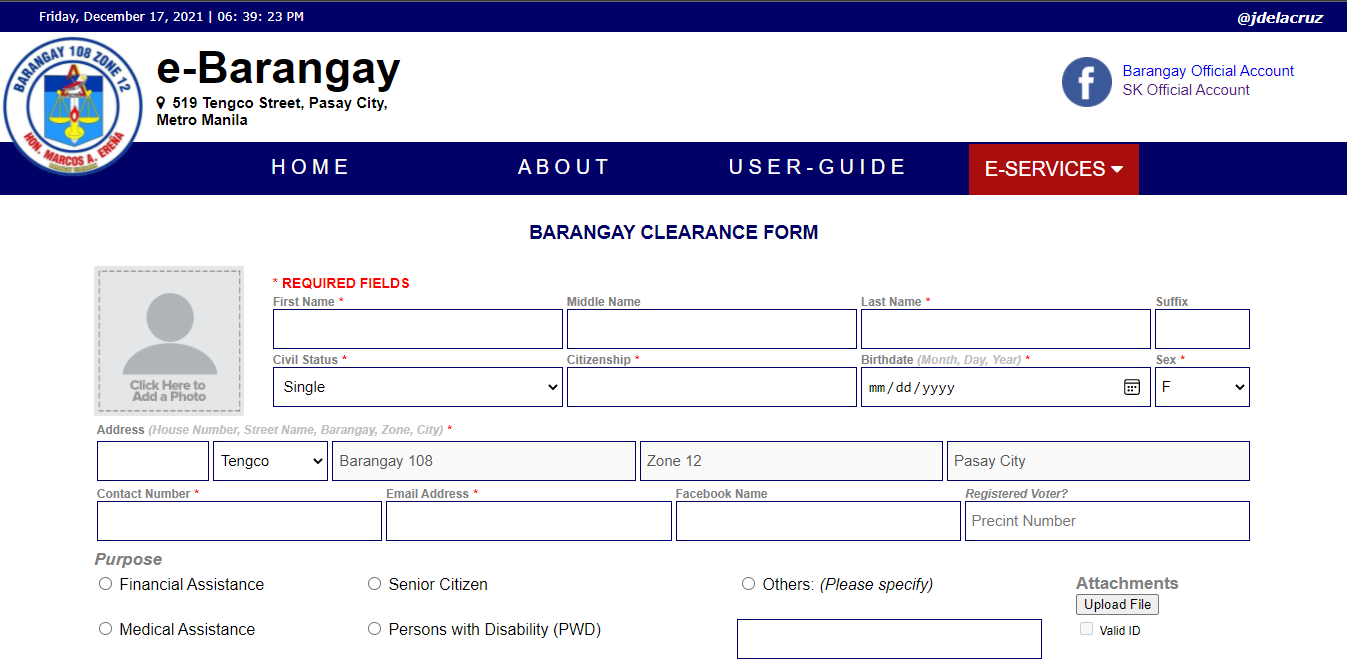 Friday, December 17, 2021 | 06: 39: 23 PM
@jdelacruz
BARANGAY 108 ZONE 12
HON. MARCOS A. EREÑA
e-Barangay
519 Tengco Street, Pasay City,
Metro Manila
Barangay Official Account
SK Official Account
HOME ABOUT USER-GUIDE E-SERVICES
BARANGAY CLEARANCE FORM
Click Here to
Add a Photo
* REQUIRED FIELDS
First Name * Middle Name Last Name * Suffix
Civil Status * Citizenship * Birthdate (Month, Day, Year) * Sex *
Single mm/dd/yyyy F
Address (House Number, Street Name, Barangay, Zone, City) *
Tengco Barangay 108 Zone 12 Pasay City
Contact Number * Email Address * Facebook Name Registered Voter?
Precint Number
Purpose
Financial Assistance Senior Citizen Others: (Please specify) Attachments
Upload File
Medical Assistance Persons with Disability (PWD) Valid ID